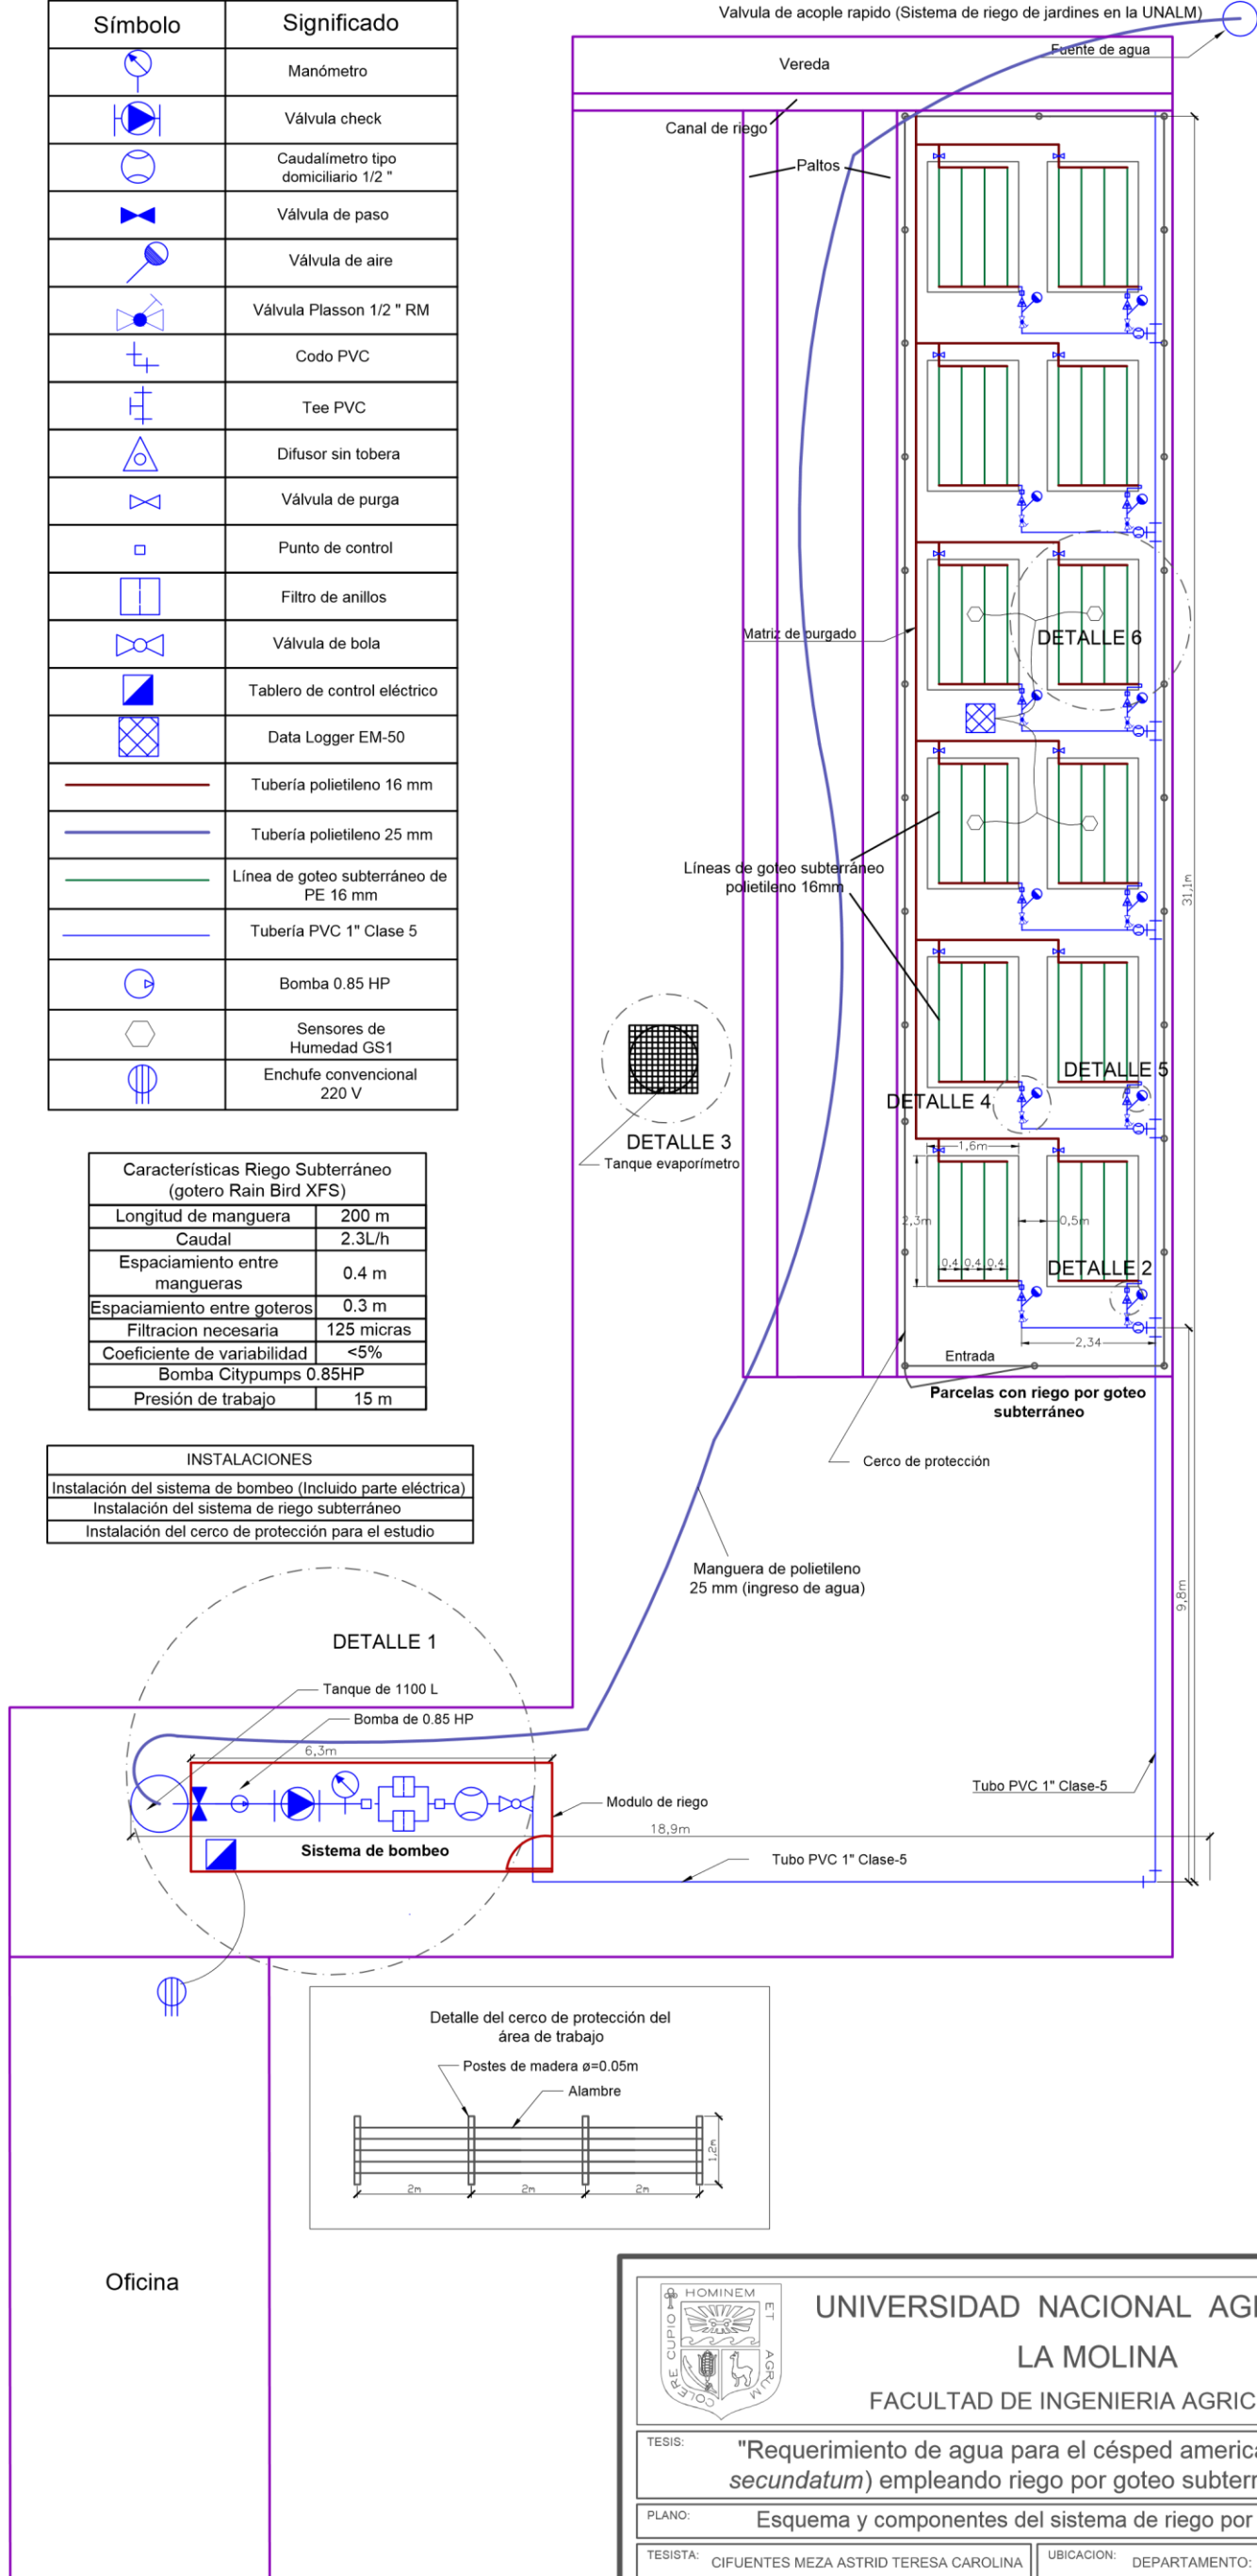 Símbolo Significado
Manómetro
Válvula check
Caudalímetro tipo
domiciliario 1/2 "
Válvula de paso
Válvula de aire
Válvula Plasson 1/2 " RM
Codo PVC
Tee PVC
Difusor sin tobera
Válvula de purga
Punto de control
Filtro de anillos
Válvula de bola
Tablero de control eléctrico
Data Logger EM-50
Tubería polietileno 16 mm
Tubería polietileno 25 mm
Línea de goteo subterráneo de
PE 16 mm
Tubería PVC 1" Clase 5
Bomba 0.85 HP
Sensores de
Humedad GS1
Enchufe convencional
220 V
Características Riego Subterráneo
(gotero Rain Bird XFS)
Longitud de manguera 200 m
Caudal 2.3L/h
Espaciamiento entre
mangueras 0.4 m
Espaciamiento entre goteros 0.3 m
Filtracion necesaria 125 micras
Coeficiente de variabilidad <5%
Bomba Citypumps 0.85HP
Presión de trabajo 15 m
INSTALACIONES
Instalación del sistema de bombeo (Incluido parte eléctrica)
Instalación del sistema de riego subterráneo
Instalación del cerco de protección para el estudio
Valvula de acople rapido (Sistema de riego de jardines en la UNALM)
Fuente de agua
Vereda
Canal de riego
Paltos
Matriz de purgado
DETALLE 6
31,1m
Líneas de goteo subterráneo
polietileno 16mm
DETALLE 3
Tanque evaporímetro
DETALLE 5
DETALLE 4
1,6m
2,3m
0,5m
0,4 0,4 0,4
DETALLE 2
2,34
Entrada
Parcelas con riego por goteo
subterráneo
Cerco de protección
Manguera de polietileno
25 mm (ingreso de agua)
9,8m
DETALLE 1
Tanque de 1100 L
Bomba de 0.85 HP
6,3m
Modulo de riego
Tubo PVC 1" Clase-5
18,9m
Sistema de bombeo
Tubo PVC 1" Clase-5
Detalle del cerco de protección del
área de trabajo
Postes de madera ø=0.05m
Alambre
1,2m
2m 2m 2m
Oficina
HOMINEM
ET
AGRUM
COLERE
CUPIO
UNIVERSIDAD NACIONAL AG
LA MOLINA
FACULTAD DE INGENIERIA AGRIC
TESIS: "Requerimiento de agua para el césped americ
secundatum) empleando riego por goteo subter
PLANO: Esquema y componentes del sistema de riego por
TESISTA: CIFUENTES MEZA ASTRID TERESA CAROLINA UBICACION: DEPARTAMENTO: